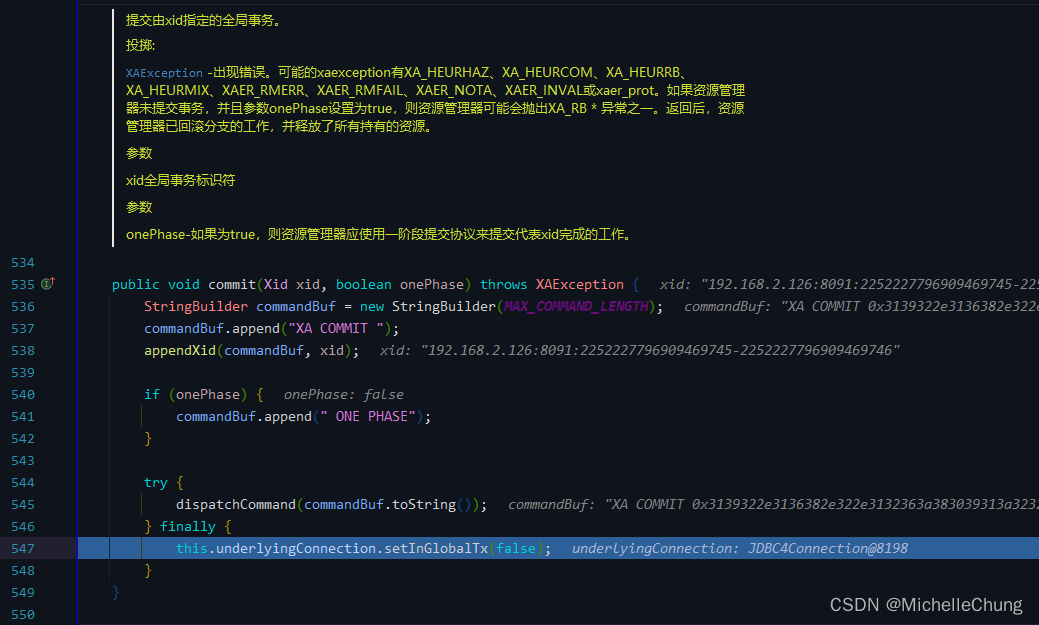 提交由xid指定的全局事务。
投掷:
XAException -出现错误。可能的xaexception有XA_HEURHAZ、XA_HEURCOM、XA_HEURRB、
XA_HEURMIX、XAER_RMERR、XAER_RMFAIL、XAER_NOTA、XAER_INVAL或xaer_prot。如果资源管理
器未提交事务，并且参数onePhase设置为true，则资源管理器可能会抛出XA_RB * 异常之一。返回后，资源
管理器已回滚分支的工作，并释放了所有持有的资源。
参数
xid全局事务标识符
参数
onePhase-如果为true，则资源管理器应使用一阶段提交协议来提交代表xid完成的工作。
534
535 public void commit(Xid xid, boolean onePhase) throws XAException { xid: "192.168.2.126:8091:2252227796909469745-225
536 StringBuilder commandBuf = new StringBuilder(MAX_COMMAND_LENGTH); commandBuf: "XA COMMIT 0x3139322e3136382e322e
537 commandBuf.append("XA COMMIT ");
538 appendXid(commandBuf, xid); xid: "192.168.2.126:8091:2252227796909469745-2252227796909469746"
539
540 if (onePhase) { onePhase: false
541 commandBuf.append(" ONE PHASE");
542 }
543
544 try {
545 dispatchCommand(commandBuf.toString()); commandBuf: "XA COMMIT 0x3139322e3136382e322e3132363a383039313a3232
546 } finally {
547 this.underlyingConnection.setInGlobalTx(false); underlyingConnection: JDBC4Connection@8198
548 }
549 }
550
CSDN @MichelleChung